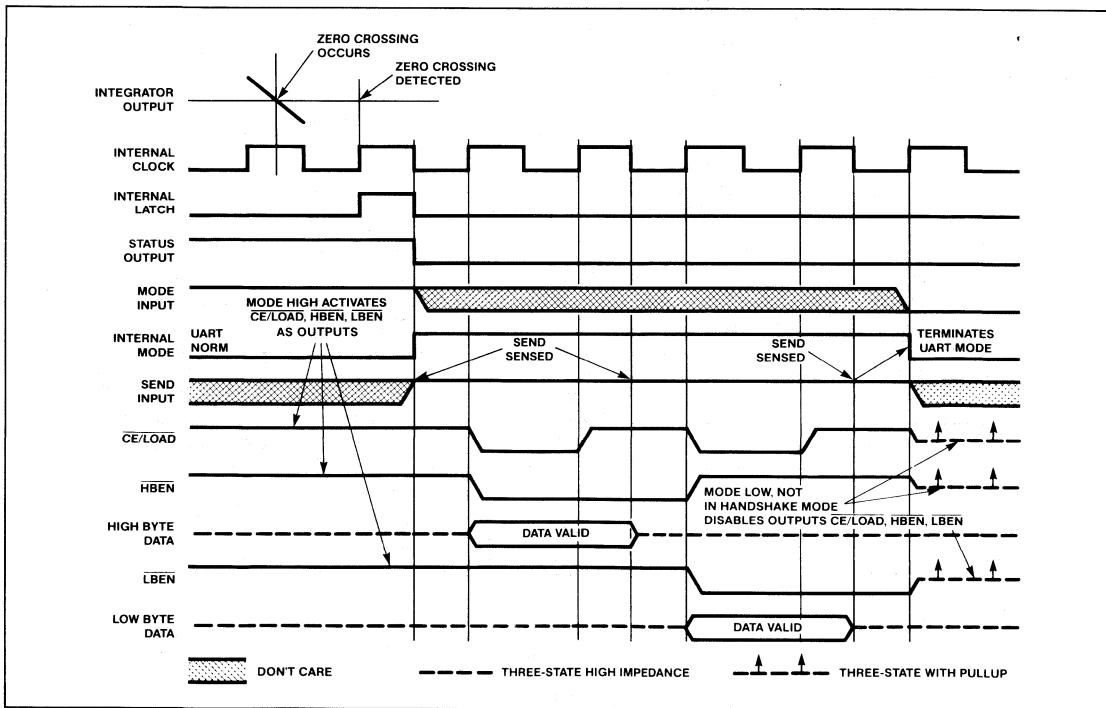 ZERO CROSSING
OCCURS
ZERO CROSSING
DETECTED
INTEGRATOR
OUTPUT
INTERNAL
CLOCK
INTERNAL
LATCH
STATUS
OUTPUT
MODE
INPUT
MODE HIGH ACTIVATES
CE/LOAD, HBEN, LBEN
AS OUTPUTS
INTERNAL
MODE
UART
NORM
SEND
SENSED
SEND
SENSED
TERMINATES
UART MODE
SEND
INPUT
CE/LOAD
HBEN
MODE LOW, NOT
IN HANDSHAKE MODE
DISABLES OUTPUTS CE/LOAD, HBEN, LBEN
HIGH BYTE
DATA
DATA VALID
LBEN
LOW BYTE
DATA
DATA VALID
DON'T CARE
THREE-STATE HIGH IMPEDANCE
THREE-STATE WITH PULLUP